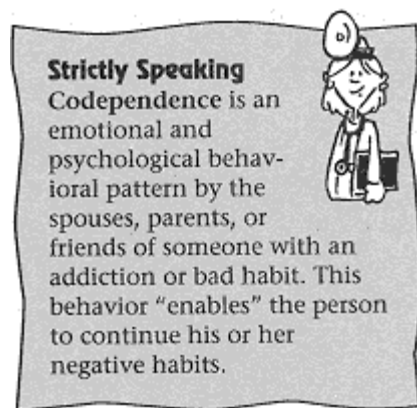 Strictly Speaking
Codependence is an
emotional and
psychological behav-
ioral pattern by the
spouses, parents, or
friends of someone with an
addiction or bad habit. This
behavior “enables” the person
to continue his or her
negative habits.